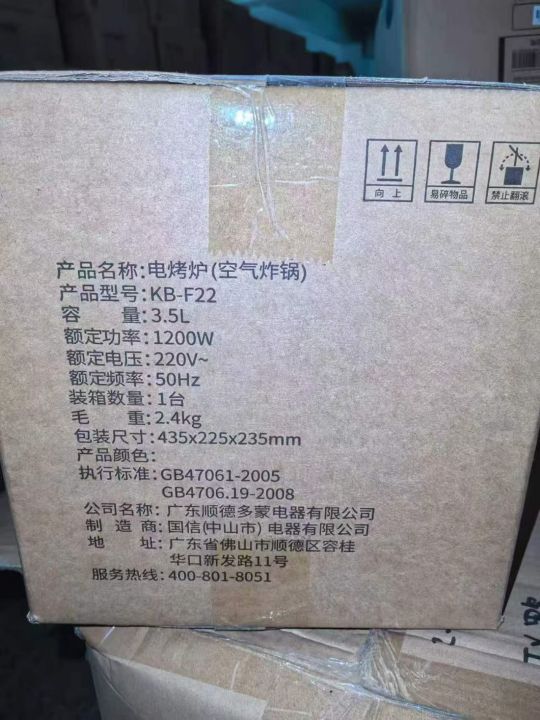 向 上
易碎物品
禁止翻滚
产品名称:电烤炉(空气炸锅)
产品型号:KB-F22
容 量:3.5L
额定功率:1200W
额定电压:220V~
额定频率:50Hz
装箱数量:1台
毛 重:2.4kg
包装尺寸:435x225x235mm
产品颜色:
执行标准:GB47061-2005
GB4706.19-2008
公司名称:广东顺德多蒙电器有限公司
制 造 商:国信(中山市) 电器有限公司
地 址:广东省佛山市顺德区容桂
华口新发路11号
服务热线:400-801-8051